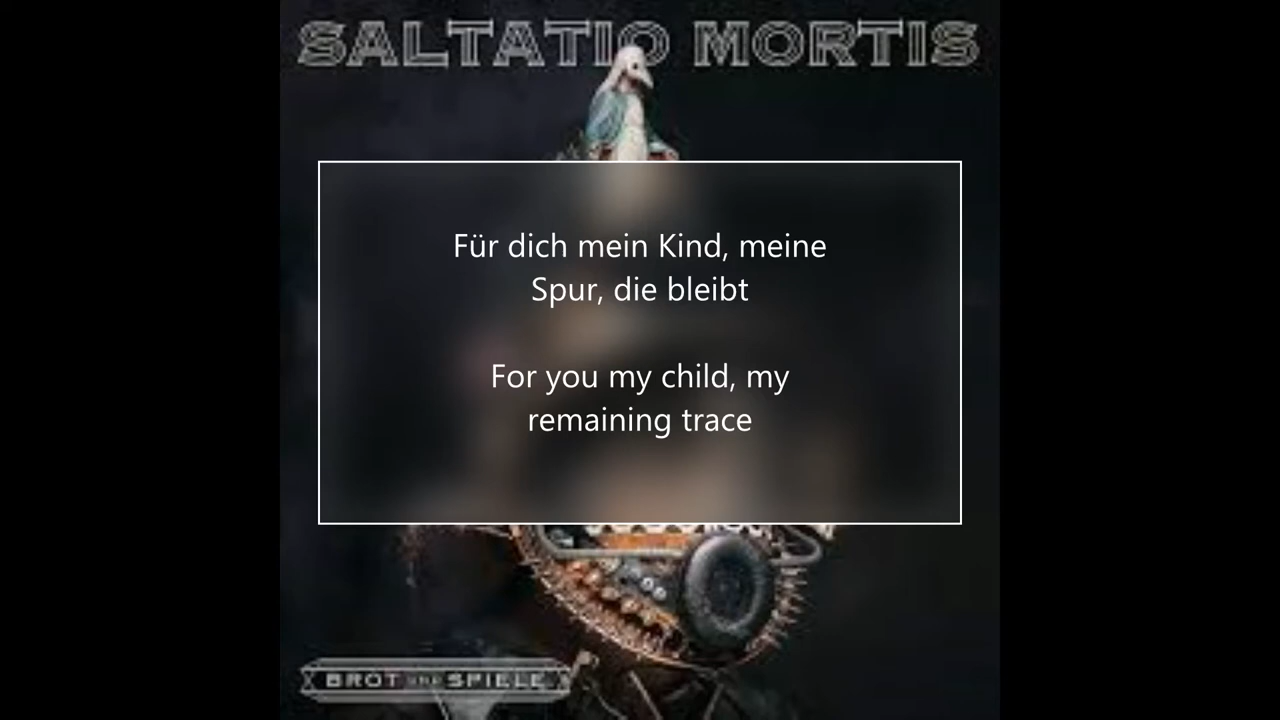 SALTATIO MORTIS
Für dich mein Kind, meine
Spur, die bleibt
For you my child, my
remaining trace
BROT UND SPIELE